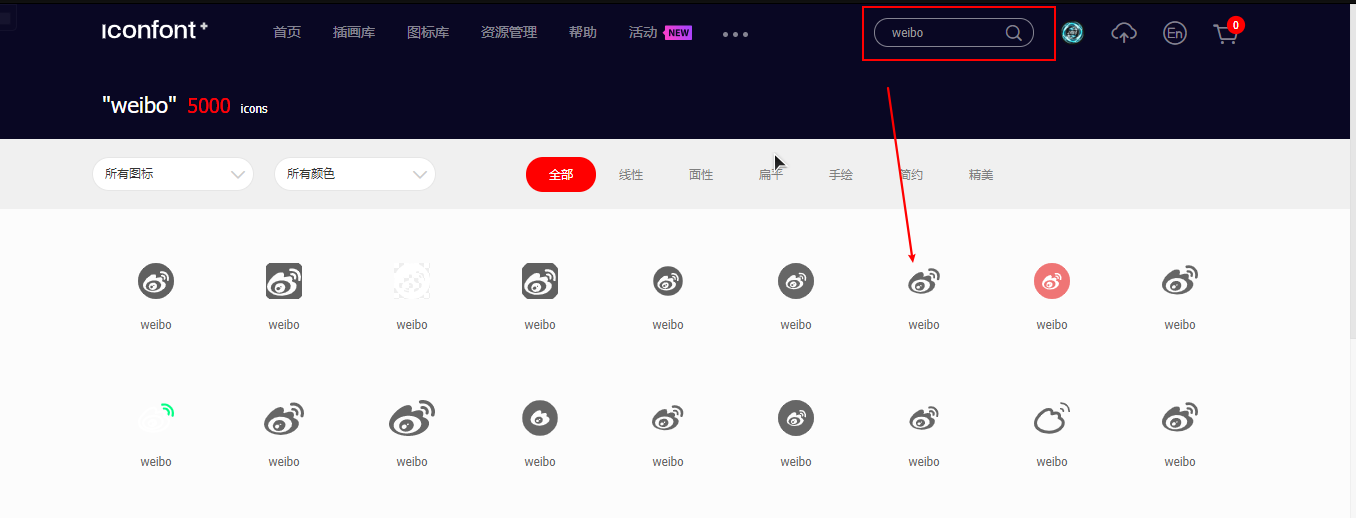 iconfont+ 首页 插画库 图标库 资源管理 帮助 活动 NEW weibo En 0
"weibo" 5000 icons
所有图标 所有颜色 全部 线性 面性 扁平 手绘 简约 精美
weibo weibo weibo weibo weibo weibo weibo weibo weibo
weibo weibo weibo weibo weibo weibo weibo weibo weibo